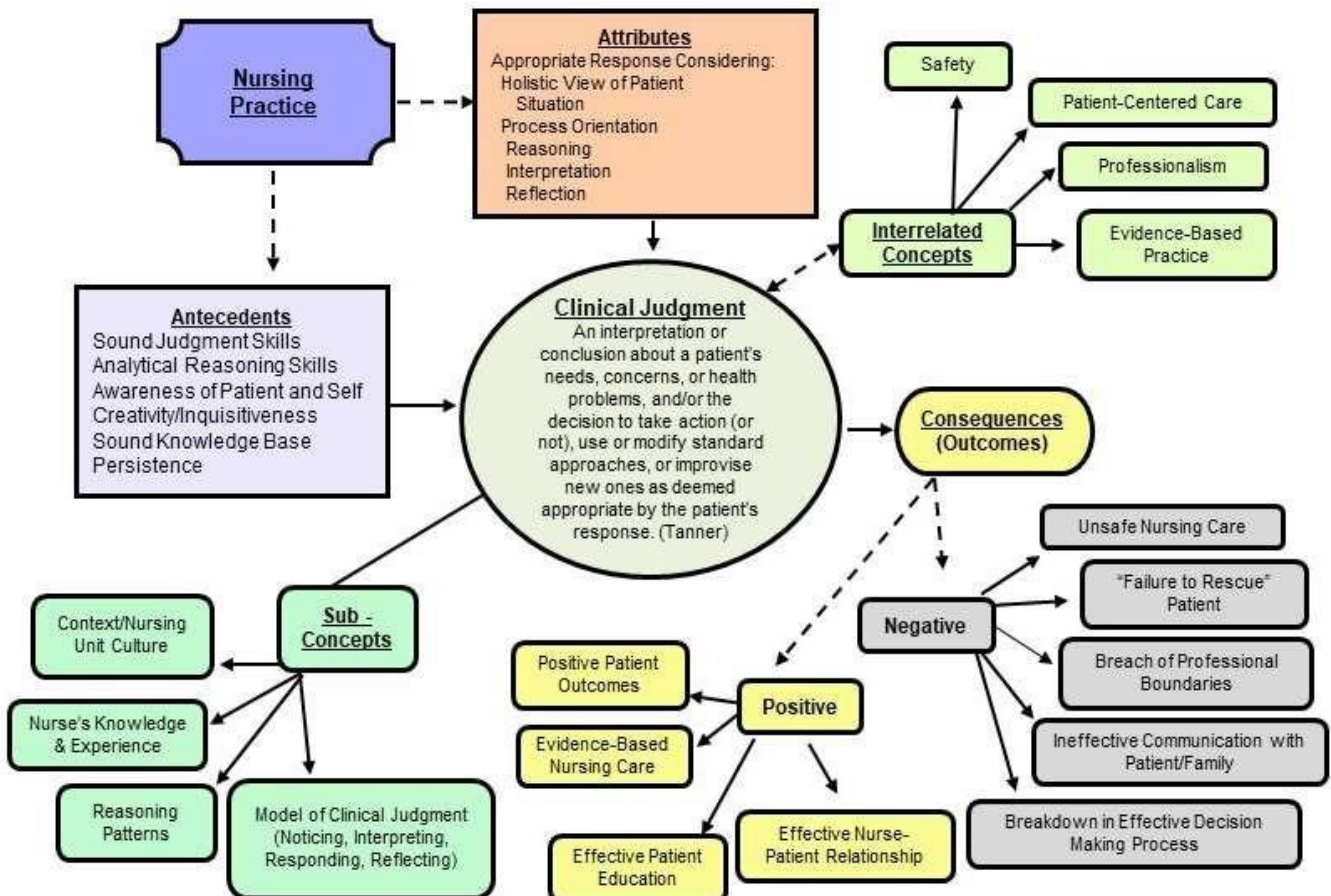 Nursing
Practice
Attributes
Appropriate Response Considering:
Holistic View of Patient
Situation
Process Orientation
Reasoning
Interpretation
Reflection
Safety
Patient-Centered Care
Professionalism
Evidence-Based
Practice
Interrelated
Concepts
Antecedents
Sound Judgment Skills
Analytical Reasoning Skills
Awareness of Patient and Self
Creativity/Inquisitiveness
Sound Knowledge Base
Persistence
Clinical Judgment
An interpretation or
conclusion about a patient's
needs, concerns, or health
problems, and/or the
decision to take action (or
not), use or modify standard
approaches, or improvise
new ones as deemed
appropriate by the patient's
response. (Tanner)
Consequences
(Outcomes)
Sub -
Concepts
Context/Nursing
Unit Culture
Nurse's Knowledge
& Experience
Reasoning
Patterns
Model of Clinical Judgment
(Noticing, Interpreting,
Responding, Reflecting)
Positive
Positive Patient
Outcomes
Evidence-Based
Nursing Care
Effective Patient
Education
Effective Nurse-
Patient Relationship
Negative
Unsafe Nursing Care
"Failure to Rescue"
Patient
Breach of Professional
Boundaries
Ineffective Communication with
Patient/Family
Breakdown in Effective Decision
Making Process